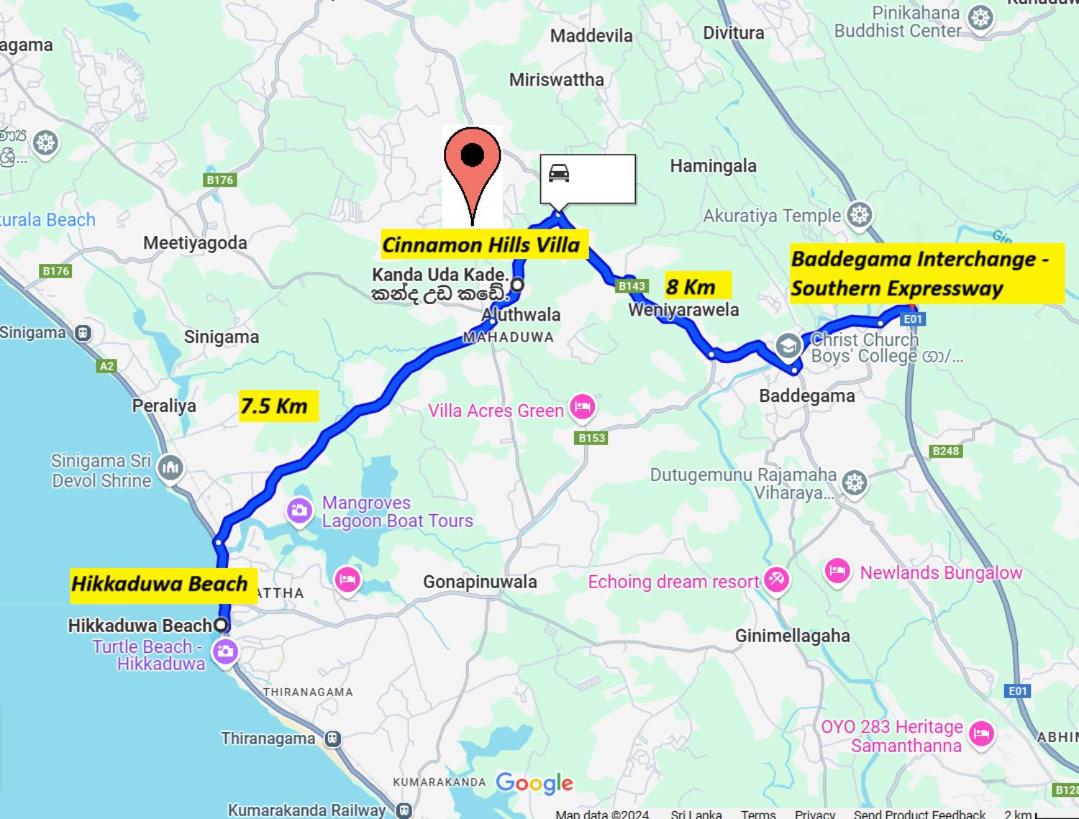 Pinikahana
Buddhist Center
Maddevila
Divitura
agama
Miriswattha
Hamingala
B176
Akuratiya Temple
kurala Beach
Meetiyagoda
Cinnamon Hills Villa
Baddegama Interchange -
Southern Expressway
B176
Kanda Uda Kade.
කන්ද උඩ කඩේ.
B143
8 Km
Weniyarawela
Aluthwala
MAHADUWA
E01
Sinigama
Sinigama
Christ Church
Boys' College
A2
Peraliya
7.5 Km
Villa Acres Green
Baddegama
B153
B248
Sinigama Sri
Devol Shrine
Dutugemunu Rajamaha
Viharaya...
Mangroves
Lagoon Boat Tours
Hikkaduwa Beach
ATTHA
Gonapinuwala
Echoing dream resort
Newlands Bungalow
Hikkaduwa Beach
Turtle Beach -
Hikkaduwa
Ginimellagaha
THIRANAGAMA
E01
Thiranagama
OYO 283 Heritage
Samanthanna
KUMARAKANDA
Google
Kumarakanda Railway
Map data ©2024 Sri Lanka Terms Privacy Send Product Feedback 2 km